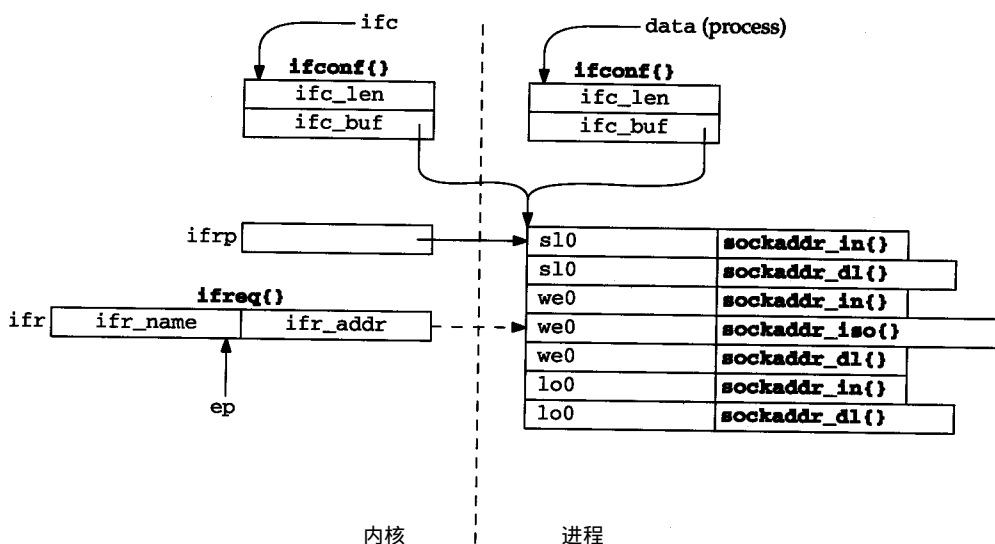 ifc
data (process)
ifconf{}
ifconf{}
ifc_len
ifc_len
ifc_buf
ifc_buf
ifrp
sl0 sockaddr_in{}
sl0 sockaddr_dl{}
ifreq{}
we0 sockaddr_in{}
ifr ifr_name ifr_addr
we0 sockaddr_iso{}
we0 sockaddr_dl{}
lo0 sockaddr_in{}
ep
lo0 sockaddr_dl{}
内核
进程